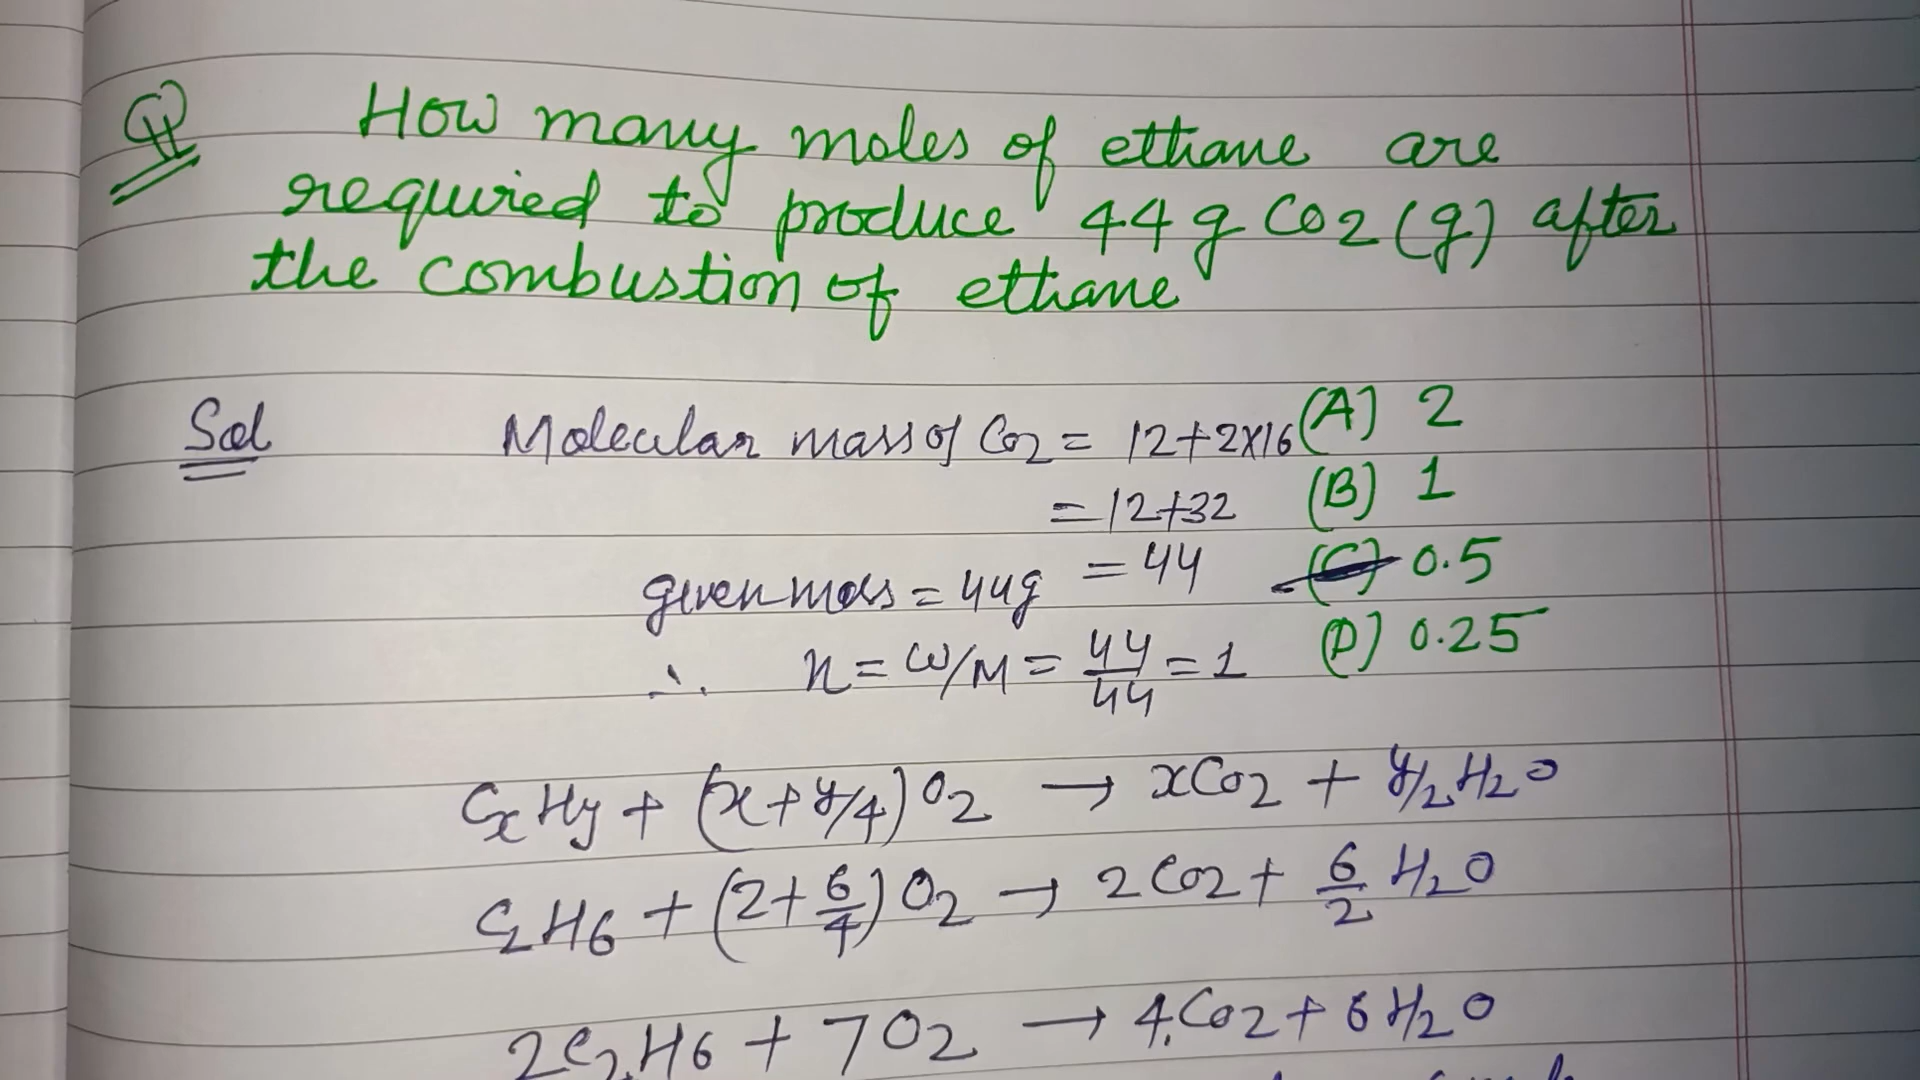 Q How many moles of ethane are
required to produce 44 g CO2 (g) after
the combustion of ethane
Sol Molecular mass of CO2 = 12+2×16
(A) 2
= 12+32
(B) 1
= 44
(C) 0.5
given mass = 44g
(D) 0.25
∴ n = W/M = 44/44 = 1
CxHy + (x+y/4) O2 → xCO2 + y/2 H2O
C2H6 + (2+6/4) O2 → 2CO2 + 6/2 H2O
2C2H6 + 7O2 → 4CO2 + 6H2O